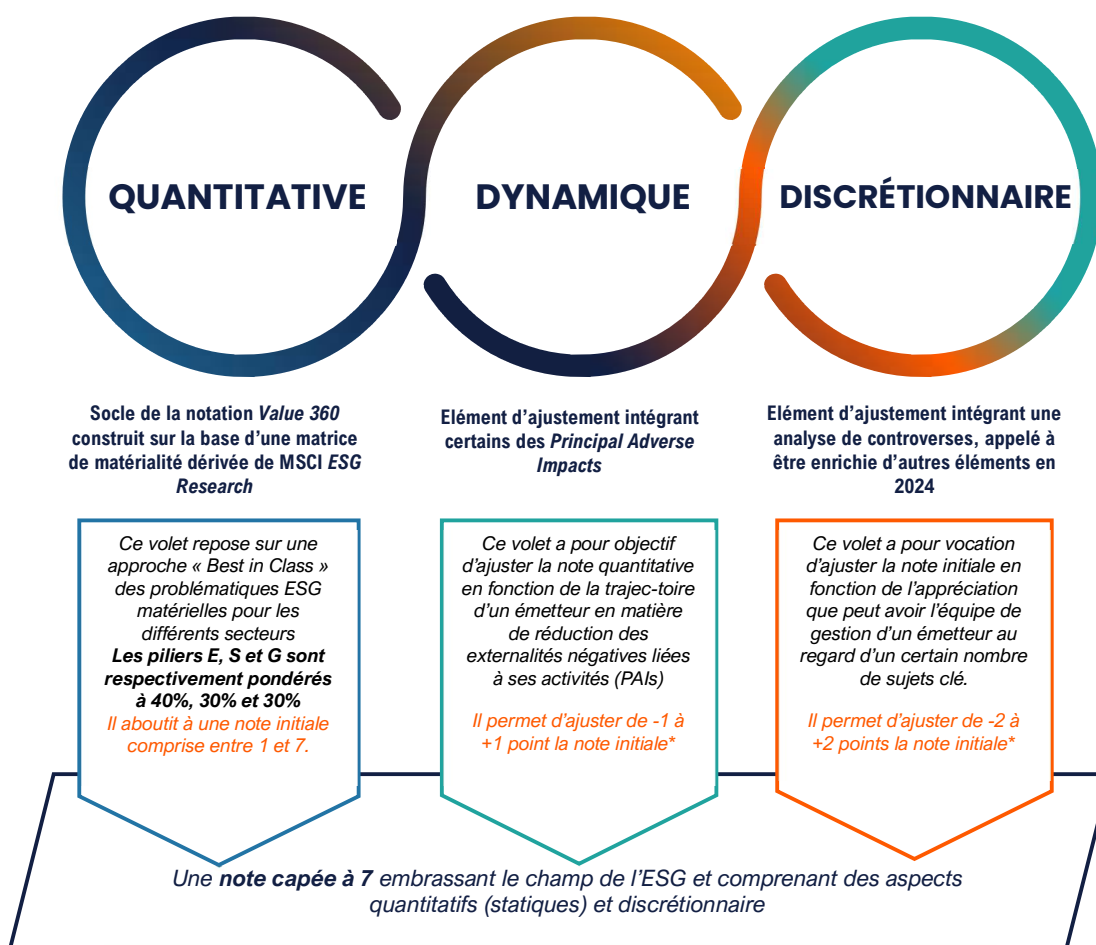 QUANTITATIVE
DYNAMIQUE
DISCRÉTIONNAIRE
Socle de la notation Value 360
construit sur la base d’une matrice
de matérialité dérivée de MSCI ESG
Research
Elément d’ajustement intégrant
certains des Principal Adverse
Impacts
Elément d’ajustement intégrant une
analyse de controverses, appelé à
être enrichie d’autres éléments en
2024
Ce volet repose sur une
approche « Best in Class »
des problématiques ESG
matérielles pour les
différents secteurs
Les piliers E, S et G sont
respectivement pondérés
à 40%, 30% et 30%
Il aboutit à une note initiale
comprise entre 1 et 7.
Ce volet a pour objectif
d’ajuster la note quantitative
en fonction de la trajec-toire
d’un émetteur en matière
de réduction des
externalités négatives liées
à ses activités (PAIs)
Il permet d’ajuster de -1 à
+1 point la note initiale*
Ce volet a pour vocation
d’ajuster la note initiale en
fonction de l’appréciation
que peut avoir l’équipe de
gestion d’un émetteur au
regard d’un certain nombre
de sujets clé.
Il permet d’ajuster de -2 à
+2 points la note initiale*
Une note capée à 7 embrassant le champ de l’ESG et comprenant des aspects
quantitatifs (statiques) et discrétionnaire